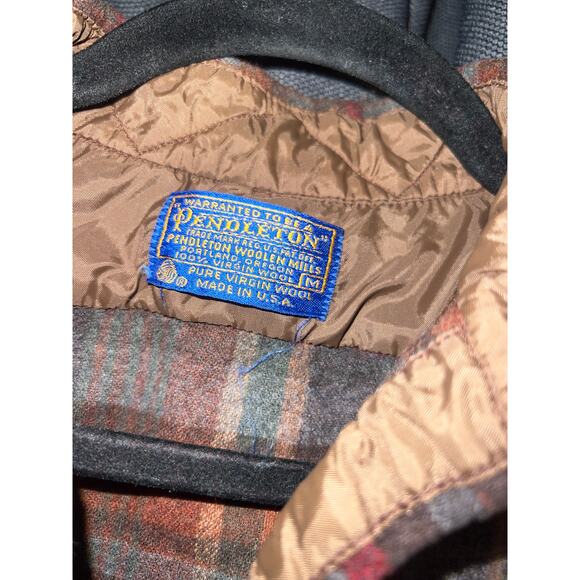 "WARRANTED TO BE A
PENDLETON"
TRADE MARK REG. U.S. PAT. OFF.
PENDLETON WOOLEN MILLS
PORTLAND, OREGON
100% VIRGIN WOOL M
PURE VIRGIN WOOL
® MADE IN U.S.A.